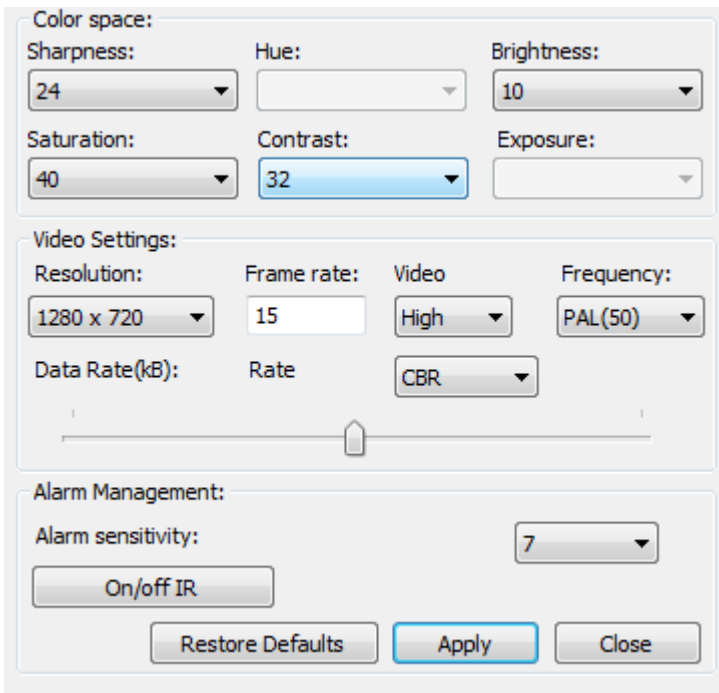 Color space:
Sharpness: Hue: Brightness:
24 10
Saturation: Contrast: Exposure:
40 32
Video Settings:
Resolution: Frame rate: Video Frequency:
1280 x 720 15 High PAL(50)
Data Rate(kB): Rate CBR
Alarm Management:
Alarm sensitivity: 7
On/off IR
Restore Defaults Apply Close